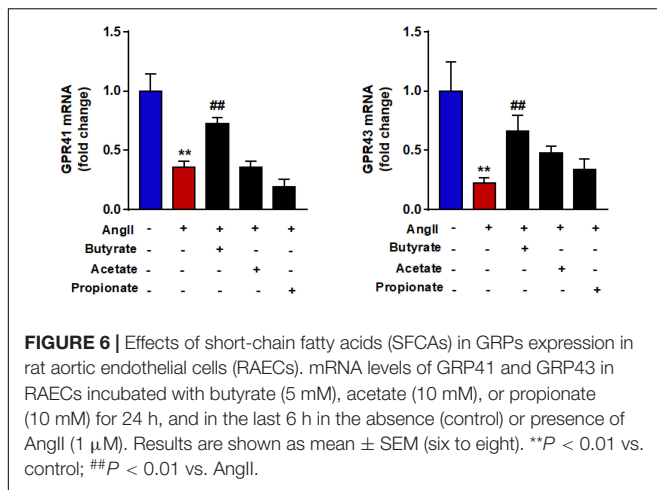 GPR41 mRNA
(fold change)
1.5
1.0
0.5
0.0
**
##
AngII - + + + +
Butyrate - - + - -
Acetate - - - + -
Propionate - - - - +
GPR43 mRNA
(fold change)
1.5
1.0
0.5
0.0
**
##
AngII - + + + +
Butyrate - - + - -
Acetate - - - + -
Propionate - - - - +
FIGURE 6 | Effects of short-chain fatty acids (SFCAs) in GRPs expression in
rat aortic endothelial cells (RAECs). mRNA levels of GRP41 and GRP43 in
RAECs incubated with butyrate (5 mM), acetate (10 mM), or propionate
(10 mM) for 24 h, and in the last 6 h in the absence (control) or presence of
AngII (1 μM). Results are shown as mean ± SEM (six to eight). **P < 0.01 vs.
control; ##P < 0.01 vs. AngII.